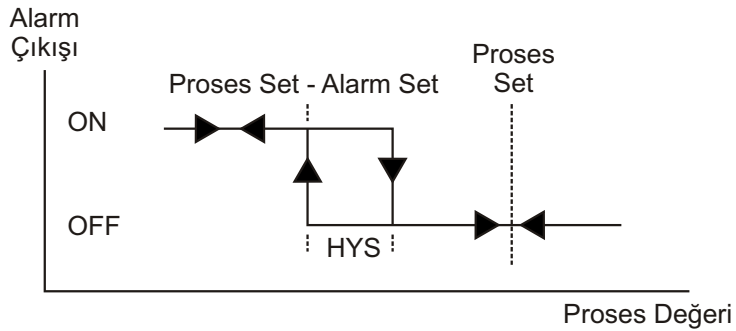 Alarm
Çıkışı
Proses
Set
Proses Set - Alarm Set
ON
OFF
HYS
Proses Değeri